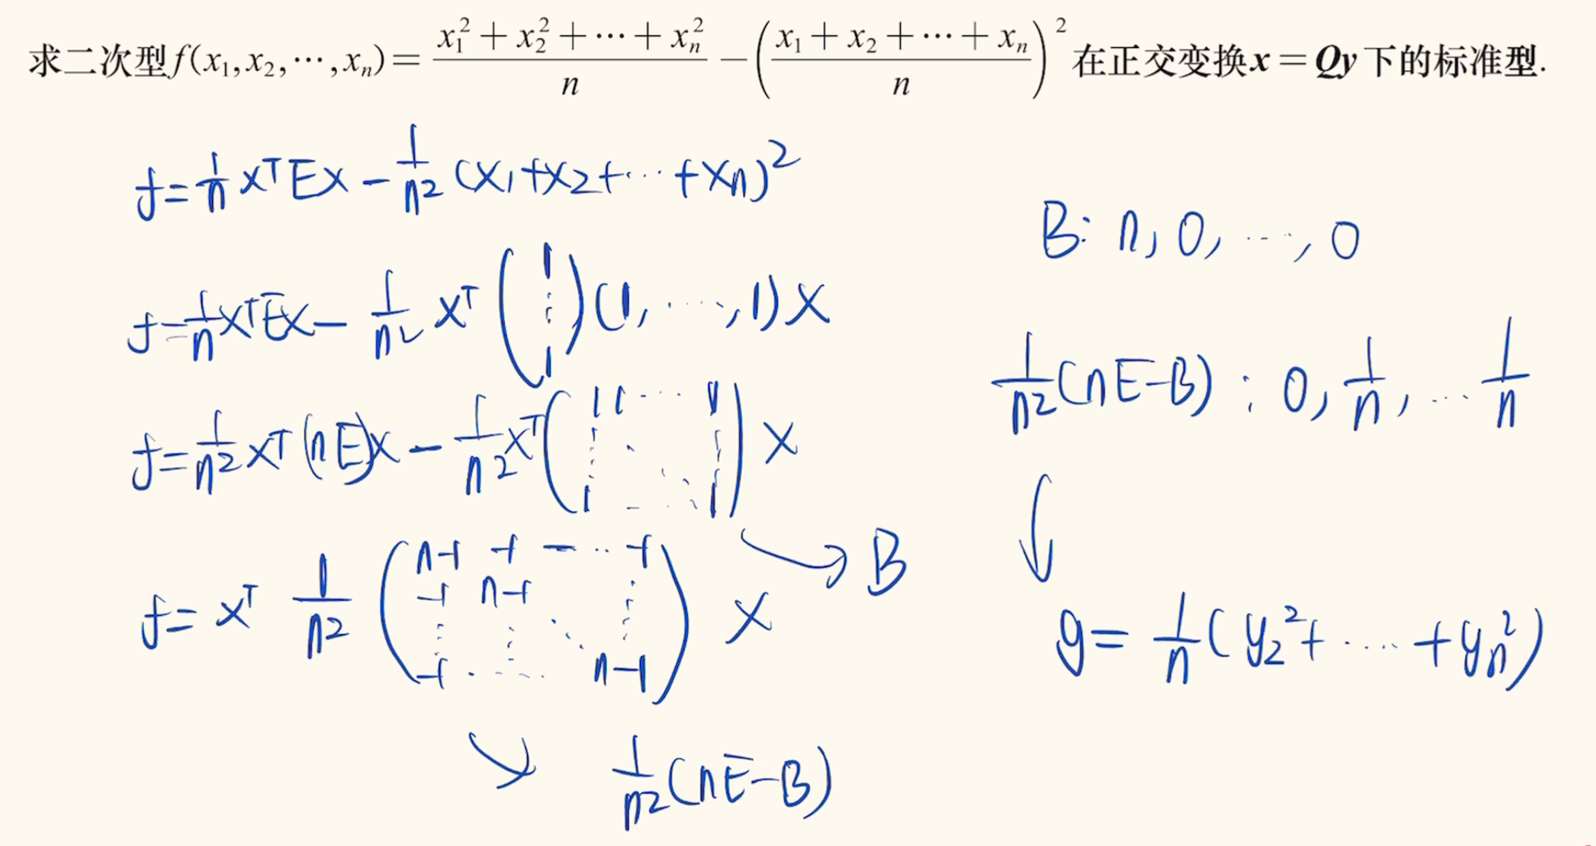 求二次型f(x₁,x₂,⋯,xₙ)= (x₁²+x₂²+⋯+xₙ²)/n −((x₁+x₂+⋯+xₙ)/n)² 在正交变换x=Qy下的标准型.
f=1/n xᵀEx − 1/n² (x₁+x₂+⋯+xₙ)²
f=1/n xᵀEx − 1/n² xᵀ(1 ⋮ 1)(1,⋯,1)x
f=1/n² xᵀ(nE)x − 1/n² xᵀ(1 1 ⋯ 1 ⋮ ⋱ ⋮ 1 ⋯ 1)x
→B
f= xᵀ 1/n² (n-1 -1 - ⋯ -1 -1 n-1 ⋮ ⋮ ⋮ ⋱ ⋮ -1 ⋯ n-1) x
↘ 1/n²(nE−B)
B: n, 0, ⋯, 0
1/n²(nE−B) : 0, 1/n, ⋯ 1/n
↓
g= 1/n(y₂²+ ⋯ +yₙ²)